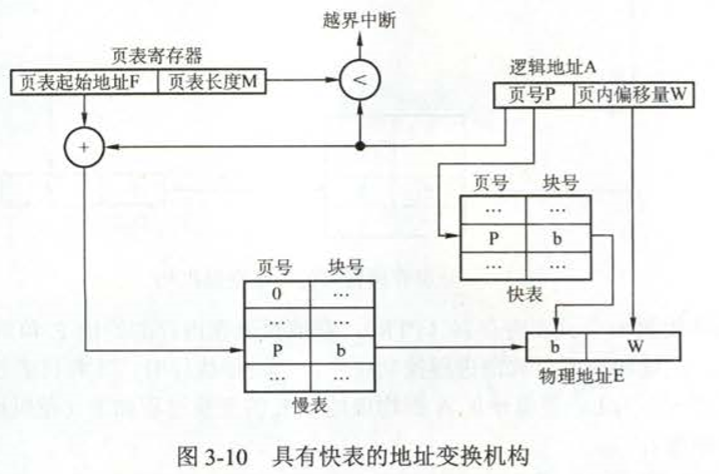 越界中断
页表寄存器
页表起始地址F 页表长度M
<
逻辑地址A
页号P 页内偏移量W
+
页号 块号
… …
P b
… …
快表
页号 块号
0 …
… …
P b
… …
慢表
b W
物理地址E
图 3-10 具有快表的地址变换机构